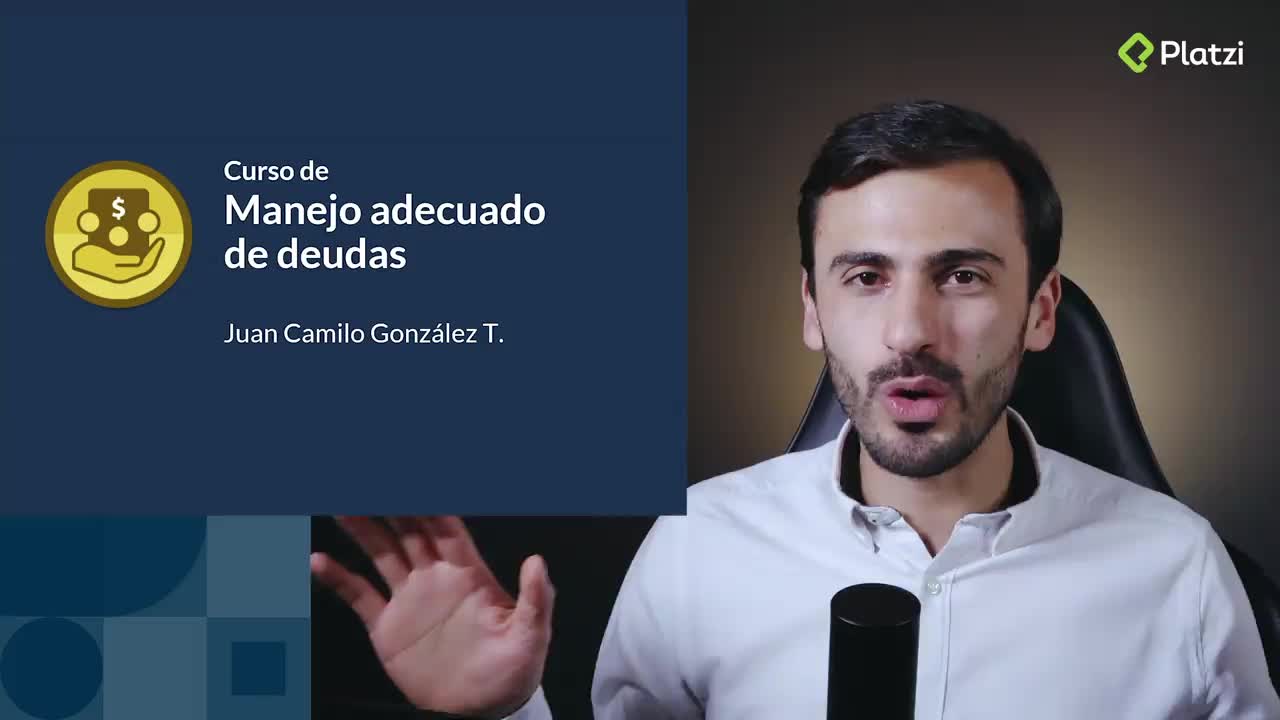 Platzi
$
Curso de
Manejo adecuado
de deudas
Juan Camilo González T.